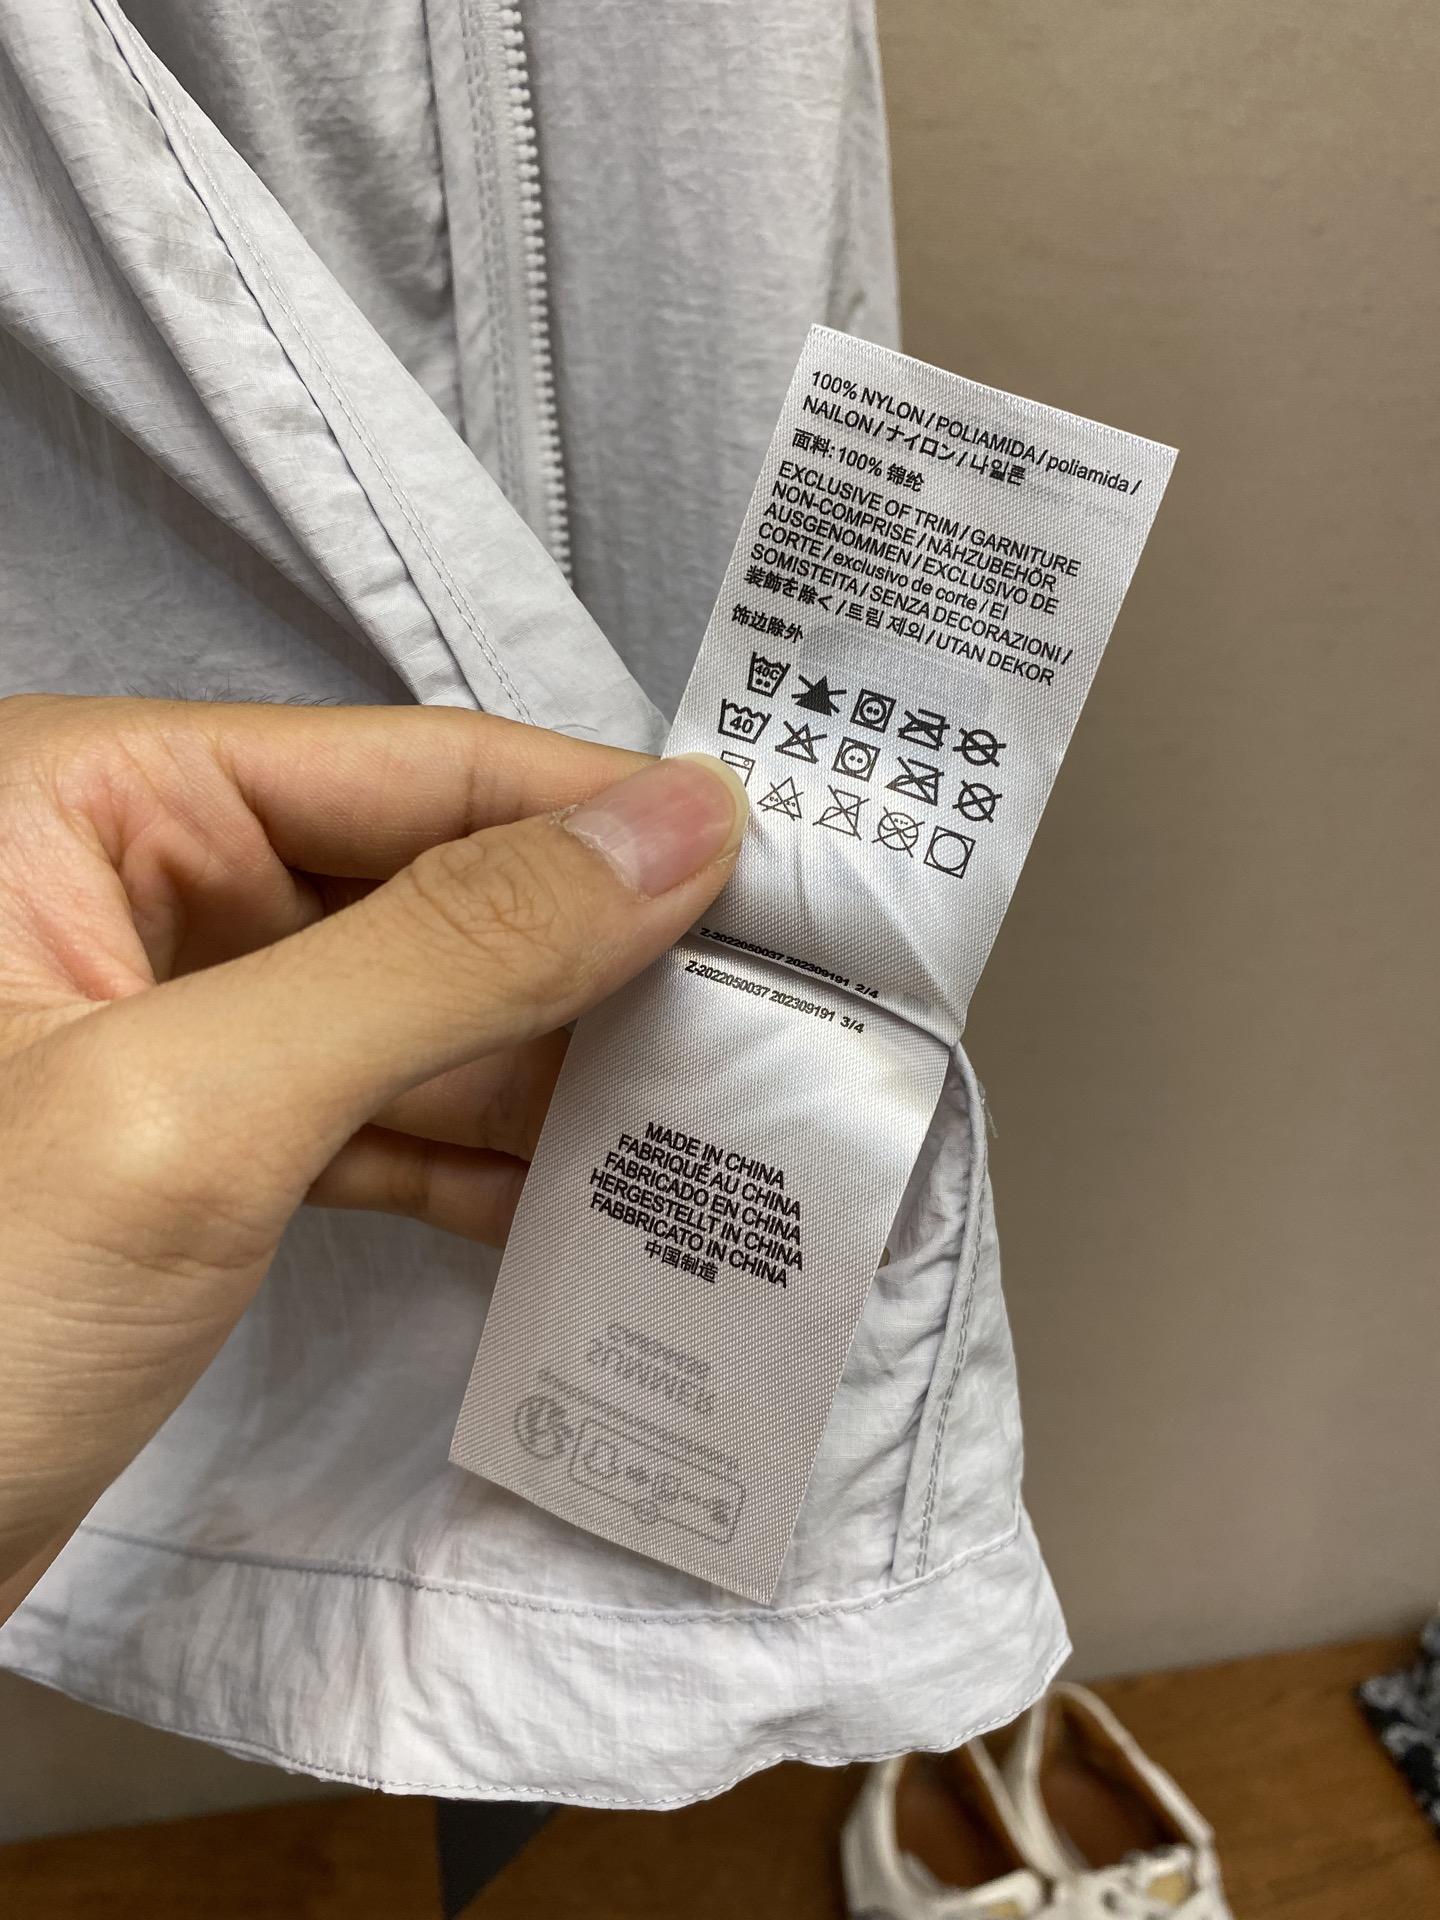 100% NYLON / POLIAMIDA / poliamida /
NAILON / ナイロン / 나일론
面料: 100% 锦纶
EXCLUSIVE OF TRIM / GARNITURE
NON-COMPRISE / NÄHZUBEHÖR
AUSGENOMMEN / EXCLUSIVO DE
CORTE / exclusivo de corte / EI
SOMISTEITA / SENZA DECORAZIONI /
装飾を除く / 트림 제외 / UTAN DEKOR
饰边除外
40C
40
Z-2022050037 202309191 2/4
Z-2022050037 202309191 3/4
MADE IN CHINA
FABRIQUÉ AU CHINA
FABRICADO EN CHINA
HERGESTELLT IN CHINA
FABBRICATO IN CHINA
中国制造